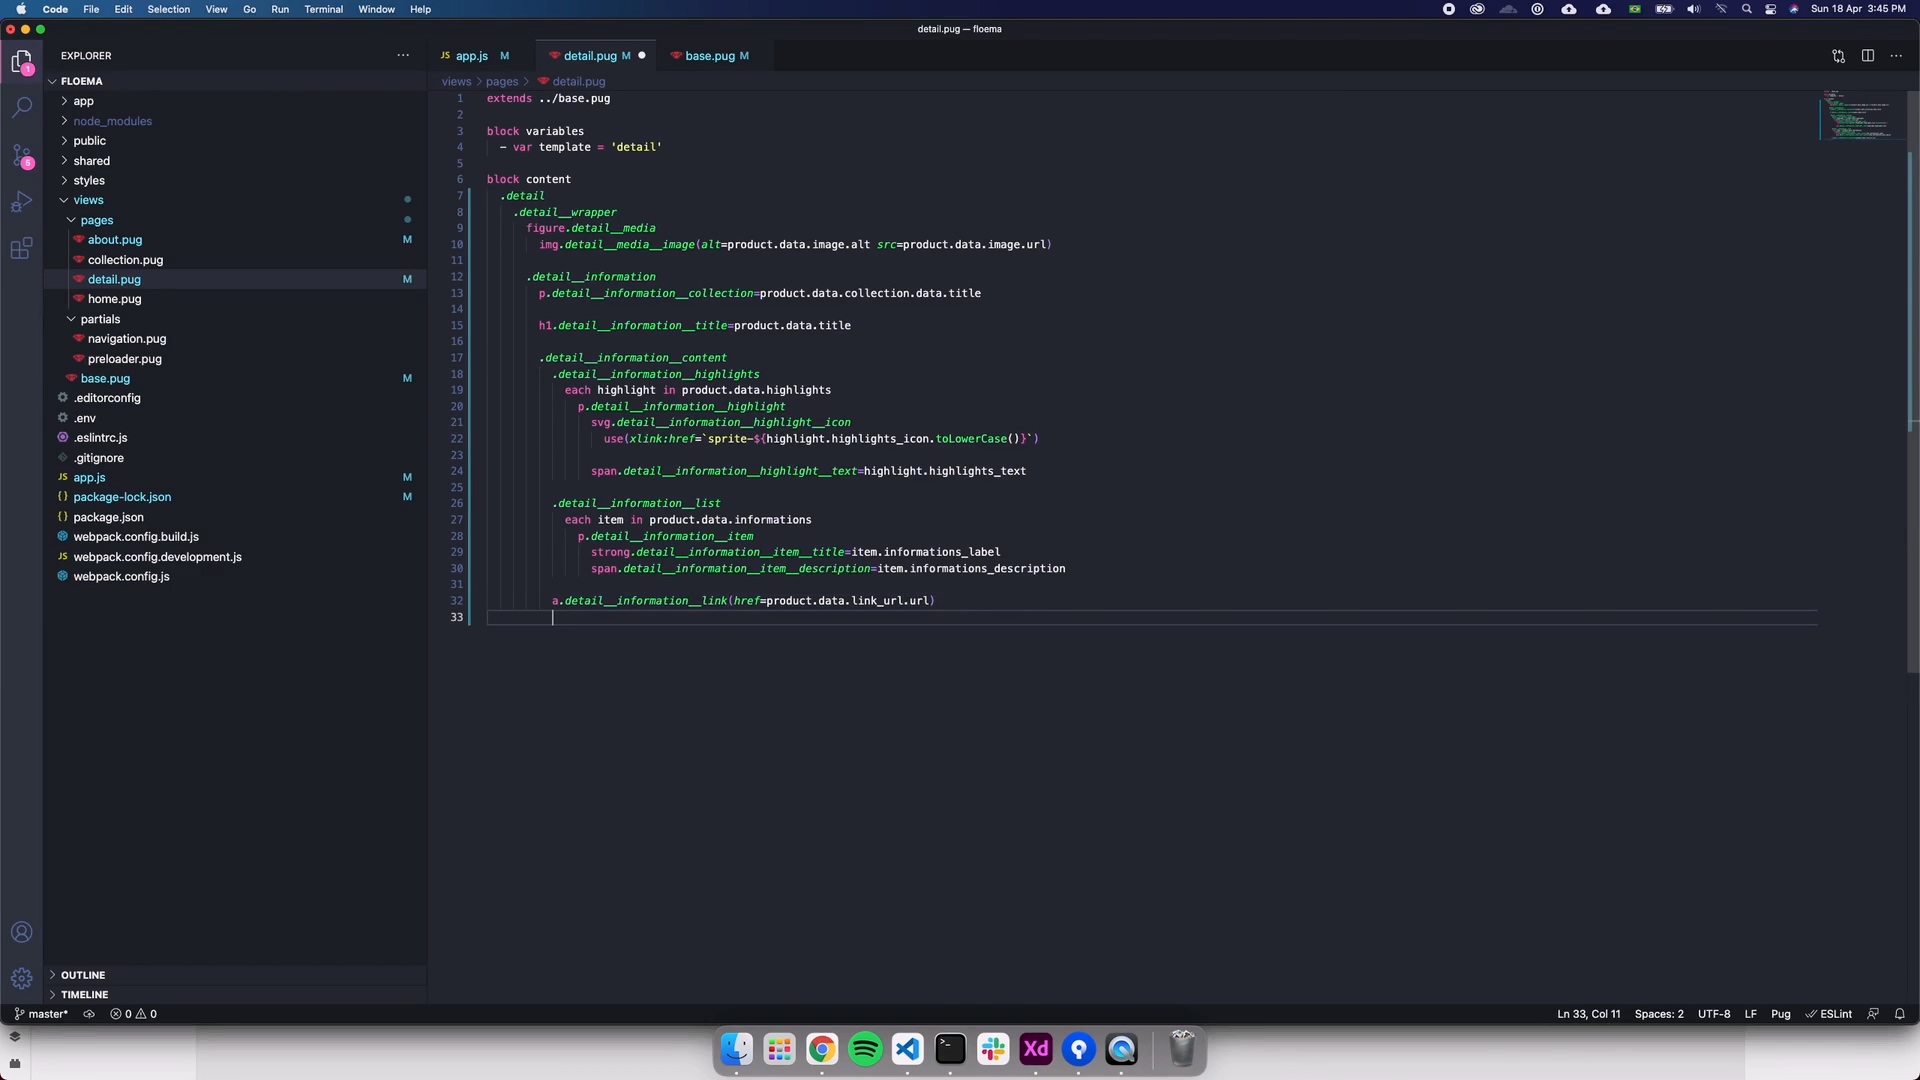 Code File Edit Selection View Go Run Terminal Window Help
Sun 18 Apr 3:45 PM
detail.pug — floema
EXPLORER
FLOEMA
app
node_modules
public
shared
styles
views
pages
about.pug M
collection.pug
detail.pug M
home.pug
partials
navigation.pug
preloader.pug
base.pug M
.editorconfig
.env
.eslintrc.js
.gitignore
JS app.js M
{} package-lock.json M
{} package.json
webpack.config.build.js
JS webpack.config.development.js
webpack.config.js
OUTLINE
TIMELINE
1
5
JS app.js M
detail.pug M
base.pug M
views > pages > detail.pug
1 extends ../base.pug
2
3 block variables
4 - var template = 'detail'
5
6 block content
7 .detail
8 .detail__wrapper
9 figure.detail__media
10 img.detail__media__image(alt=product.data.image.alt src=product.data.image.url)
11
12 .detail__information
13 p.detail__information__collection=product.data.collection.data.title
14
15 h1.detail__information__title=product.data.title
16
17 .detail__information__content
18 .detail__information__highlights
19 each highlight in product.data.highlights
20 p.detail__information__highlight
21 svg.detail__information__highlight__icon
22 use(xlink:href=`sprite-${highlight.highlights_icon.toLowerCase()}`)
23
24 span.detail__information__highlight__text=highlight.highlights_text
25
26 .detail__information__list
27 each item in product.data.informations
28 p.detail__information__item
29 strong.detail__information__item__title=item.informations_label
30 span.detail__information__item__description=item.informations_description
31
32 a.detail__information__link(href=product.data.link_url.url)
33
master* 0 0
Ln 33, Col 11 Spaces: 2 UTF-8 LF Pug ESLint
Xd